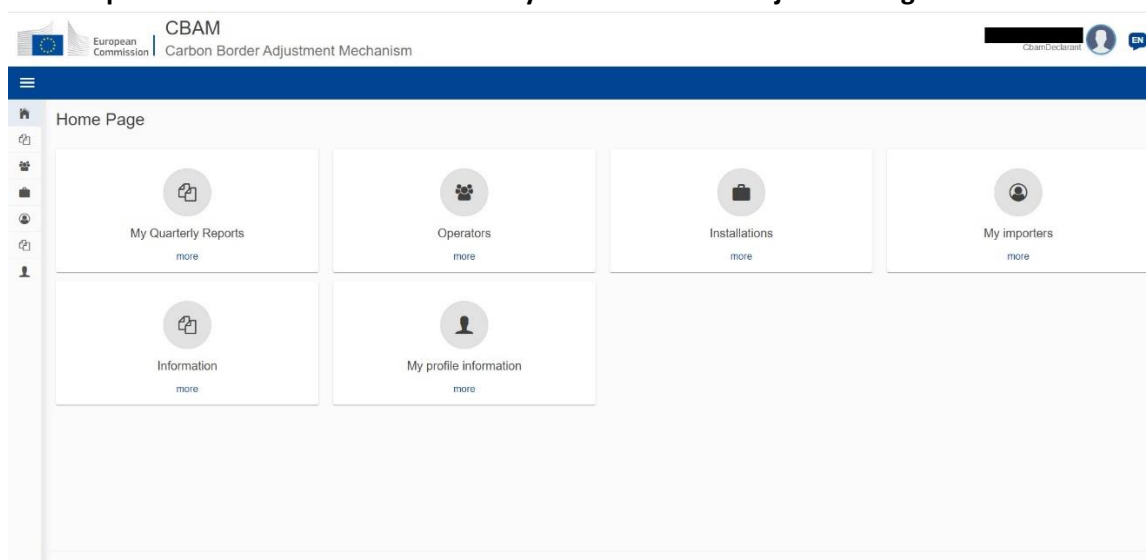 CBAM
European
Commission
Carbon Border Adjustment Mechanism
CbamDeclarant
EN
Home Page
My Quarterly Reports
more
Operators
more
Installations
more
My importers
more
Information
more
My profile information
more